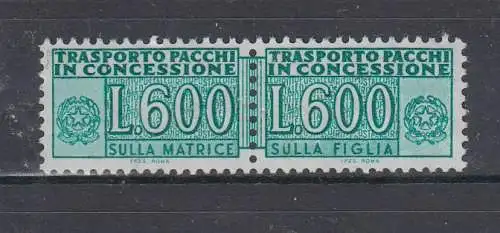 TRASPORTO PACCHI
IN CONCESSIONE
L.600
SULLA MATRICE
TRASPORTO PACCHI
IN CONCESSIONE
L.600
SULLA FIGLIA